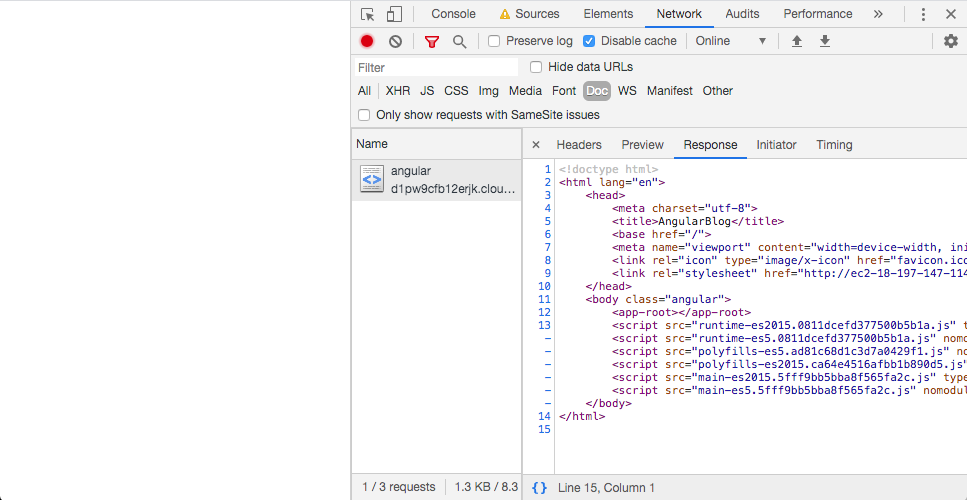 Console Sources Elements Network Audits Performance »
Preserve log Disable cache Online
Filter Hide data URLs
All XHR JS CSS Img Media Font Doc WS Manifest Other
Only show requests with SameSite issues
Name
angular
d1pw9cfb12erjk.clou…
× Headers Preview Response Initiator Timing
1 <!doctype html>
2 <html lang="en">
3 <head>
4 <meta charset="utf-8">
5 <title>AngularBlog</title>
6 <base href="/">
7 <meta name="viewport" content="width=device-width, ini
8 <link rel="icon" type="image/x-icon" href="favicon.ico
9 <link rel="stylesheet" href="http://ec2-18-197-147-114
10 </head>
11 <body class="angular">
12 <app-root></app-root>
13 <script src="runtime-es2015.0811dcefd377500b5b1a.js" t
- <script src="runtime-es5.0811dcefd377500b5b1a.js" nomo
- <script src="polyfills-es5.ad81c68d1c3d7a0429f1.js" no
- <script src="polyfills-es2015.ca64e4516afbb1b890d5.js"
- <script src="main-es2015.5fff9bb5bba8f565fa2c.js" type
- <script src="main-es5.5fff9bb5bba8f565fa2c.js" nomodul
- </body>
14 </html>
15
1 / 3 requests 1.3 KB / 8.3
{} Line 15, Column 1